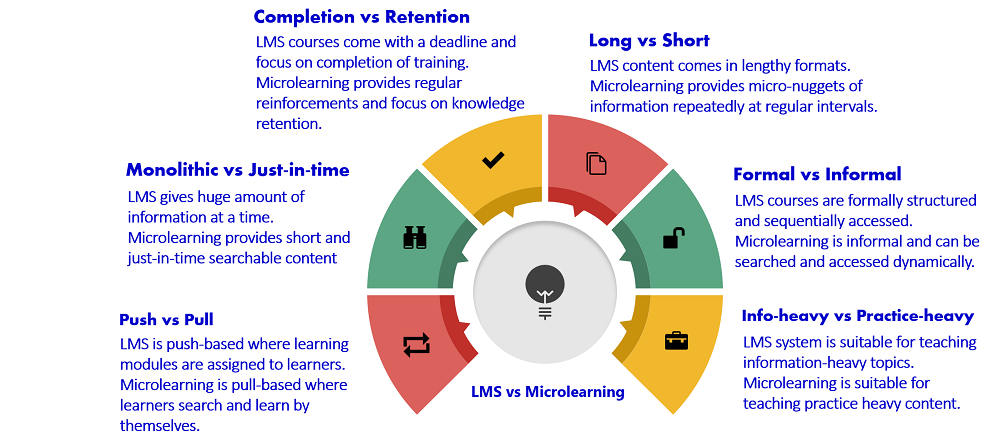 Completion vs Retention
LMS courses come with a deadline and
focus on completion of training.
Microlearning provides regular
reinforcements and focus on knowledge
retention.
Long vs Short
LMS content comes in lengthy formats.
Microlearning provides micro-nuggets of
information repeatedly at regular intervals.
Monolithic vs Just-in-time
LMS gives huge amount of
information at a time.
Microlearning provides short and
just-in-time searchable content
Formal vs Informal
LMS courses are formally structured
and sequentially accessed.
Microlearning is informal and can be
searched and accessed dynamically.
Push vs Pull
LMS is push-based where learning
modules are assigned to learners.
Microlearning is pull-based where
learners search and learn by
themselves.
Info-heavy vs Practice-heavy
LMS system is suitable for teaching
information-heavy topics.
Microlearning is suitable for
teaching practice heavy content.
LMS vs Microlearning